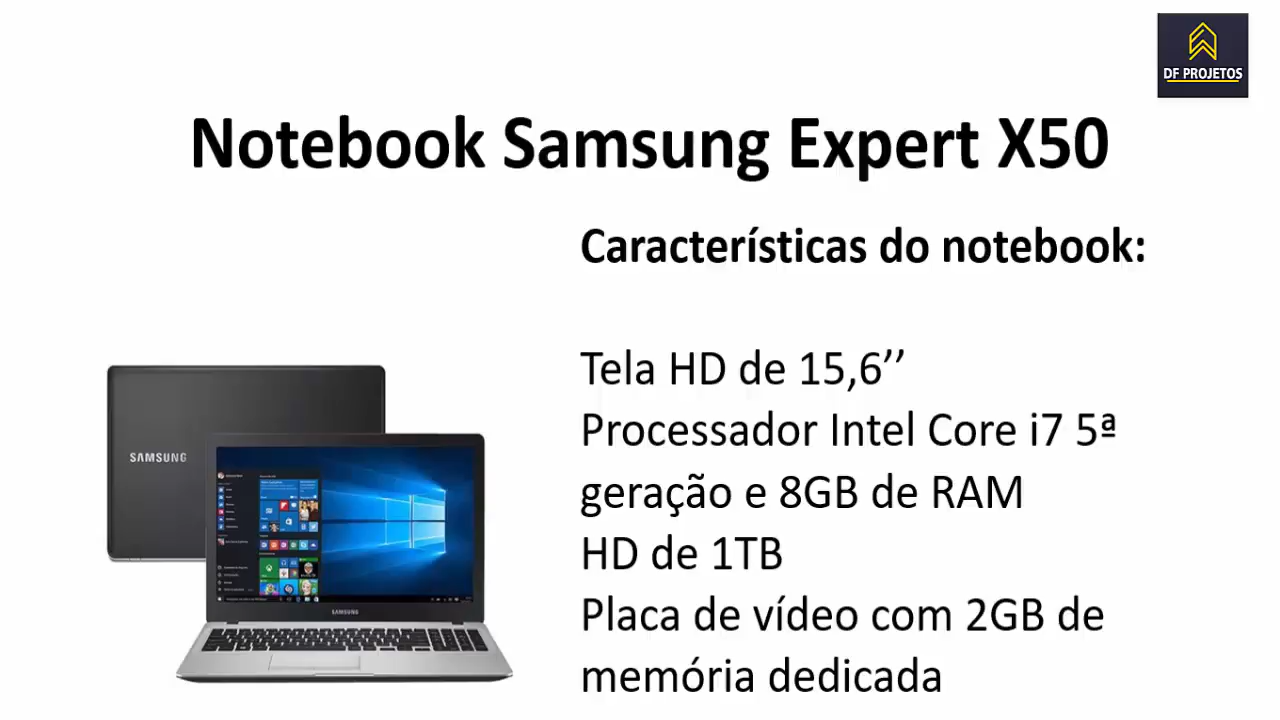 DF PROJETOS
Notebook Samsung Expert X50
Características do notebook:
Tela HD de 15,6’’
Processador Intel Core i7 5ª
geração e 8GB de RAM
HD de 1TB
Placa de vídeo com 2GB de
memória dedicada
SAMSUNG
SAMSUNG